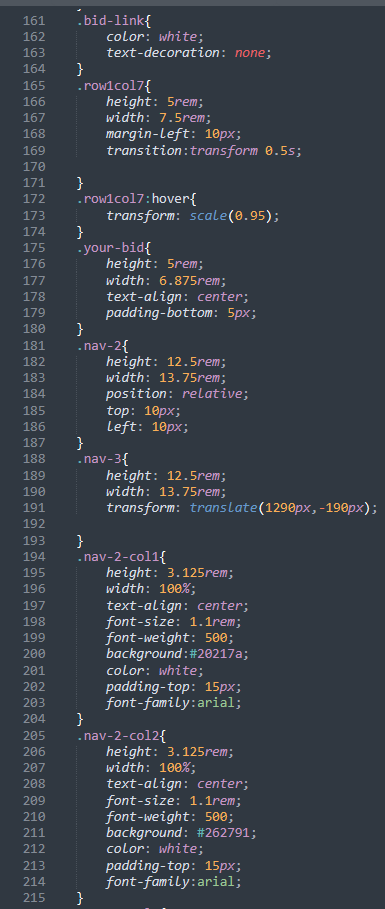 161 .bid-link{
162 color: white;
163 text-decoration: none;
164 }
165 .row1col7{
166 height: 5rem;
167 width: 7.5rem;
168 margin-left: 10px;
169 transition:transform 0.5s;
170
171 }
172 .row1col7:hover{
173 transform: scale(0.95);
174 }
175 .your-bid{
176 height: 5rem;
177 width: 6.875rem;
178 text-align: center;
179 padding-bottom: 5px;
180 }
181 .nav-2{
182 height: 12.5rem;
183 width: 13.75rem;
184 position: relative;
185 top: 10px;
186 left: 10px;
187 }
188 .nav-3{
189 height: 12.5rem;
190 width: 13.75rem;
191 transform: translate(1290px,-190px);
192
193 }
194 .nav-2-col1{
195 height: 3.125rem;
196 width: 100%;
197 text-align: center;
198 font-size: 1.1rem;
199 font-weight: 500;
200 background:#20217a;
201 color: white;
202 padding-top: 15px;
203 font-family:arial;
204 }
205 .nav-2-col2{
206 height: 3.125rem;
207 width: 100%;
208 text-align: center;
209 font-size: 1.1rem;
210 font-weight: 500;
211 background: #262791;
212 color: white;
213 padding-top: 15px;
214 font-family:arial;
215 }